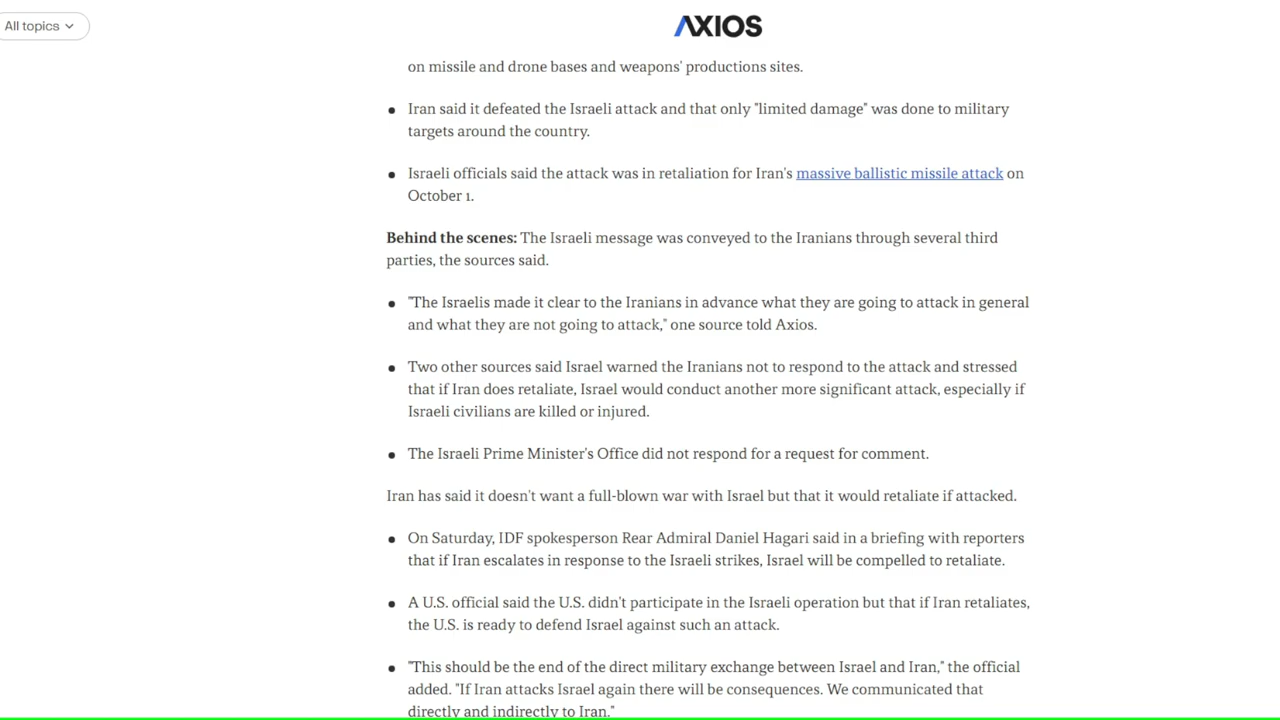 All topics
AXIOS
on missile and drone bases and weapons' productions sites.
Iran said it defeated the Israeli attack and that only "limited damage" was done to military
targets around the country.
Israeli officials said the attack was in retaliation for Iran's massive ballistic missile attack on
October 1.
Behind the scenes: The Israeli message was conveyed to the Iranians through several third
parties, the sources said.
"The Israelis made it clear to the Iranians in advance what they are going to attack in general
and what they are not going to attack," one source told Axios.
Two other sources said Israel warned the Iranians not to respond to the attack and stressed
that if Iran does retaliate, Israel would conduct another more significant attack, especially if
Israeli civilians are killed or injured.
The Israeli Prime Minister's Office did not respond for a request for comment.
Iran has said it doesn't want a full-blown war with Israel but that it would retaliate if attacked.
On Saturday, IDF spokesperson Rear Admiral Daniel Hagari said in a briefing with reporters
that if Iran escalates in response to the Israeli strikes, Israel will be compelled to retaliate.
A U.S. official said the U.S. didn't participate in the Israeli operation but that if Iran retaliates,
the U.S. is ready to defend Israel against such an attack.
"This should be the end of the direct military exchange between Israel and Iran," the official
added. "If Iran attacks Israel again there will be consequences. We communicated that
directly and indirectly to Iran."